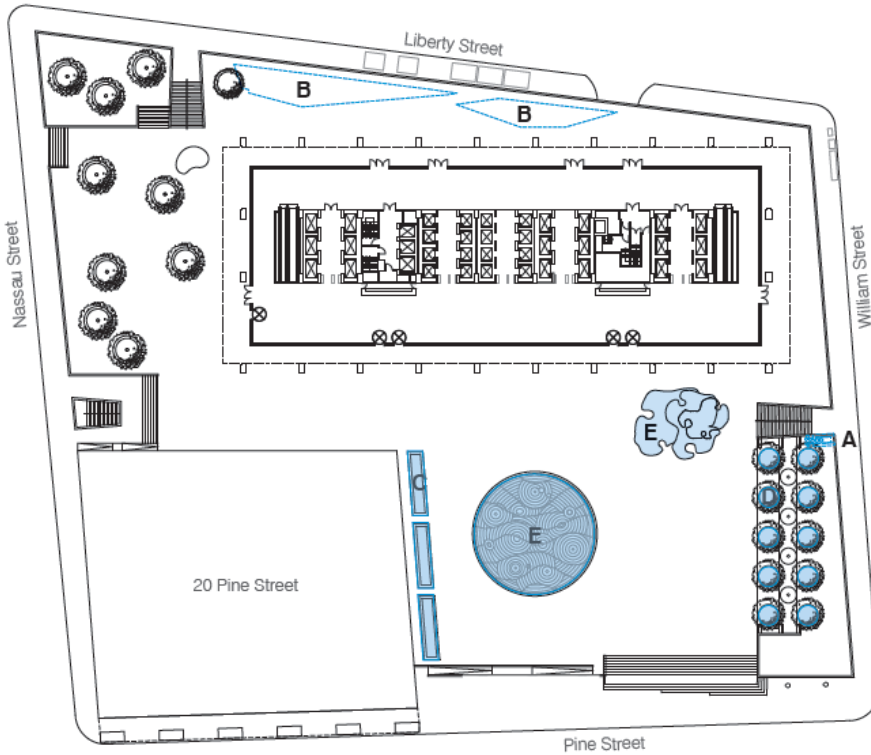 Liberty Street
B
B
Nassau Street
William Street
E
A
C
D
E
20 Pine Street
Pine Street